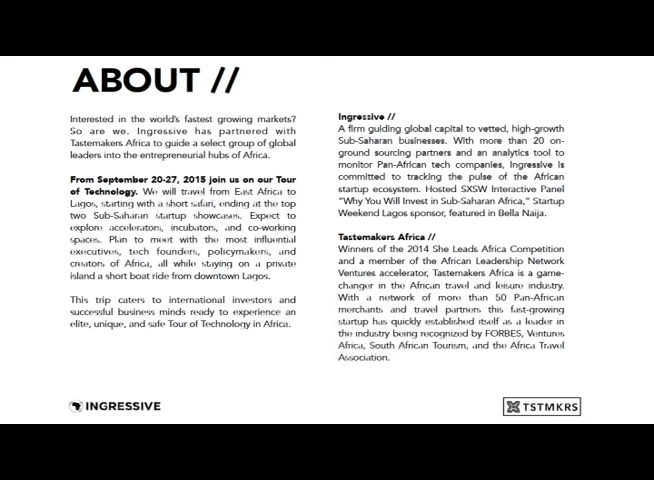 ABOUT //
Interested in the world's fastest growing markets?
So are we. Ingressive has partnered with
Tastemakers Africa to guide a select group of global
leaders into the entrepreneurial hubs of Africa.
From September 20-27, 2015 join us on our Tour
of Technology. We will travel from East Africa to
Lagos, starting with a short safari, ending at the top
two Sub-Saharan startup showcases. Expect to
explore accelerators, incubators, and co-working
spaces. Plan to meet with the most influential
executives, tech founders, policymakers, and
creators of Africa, all while staying on a private
island a short boat ride from downtown Lagos.
This trip caters to international investors and
successful business minds ready to experience an
elite, unique, and safe Tour of Technology in Africa.
INGRESSIVE
Ingressive //
A firm guiding global capital to vetted, high-growth
Sub-Saharan businesses. With more than 20 on-
ground sourcing partners and an analytics tool to
monitor Pan-African tech companies, Ingressive is
committed to tracking the pulse of the African
startup ecosystem. Hosted SXSW Interactive Panel
"Why You Will Invest in Sub-Saharan Africa," Startup
Weekend Lagos sponsor, featured in Bella Naija.
Tastemakers Africa //
Winners of the 2014 She Leads Africa Competition
and a member of the African Leadership Network
Ventures accelerator, Tastemakers Africa is a game-
changer in the African travel and leisure industry.
With a network of more than 50 Pan-African
merchants and travel partners this fast-growing
startup has quickly established itself as a leader in
the industry being recognized by FORBES, Ventures
Africa, South African Tourism, and the Africa Travel
Association.
TSTMKRS